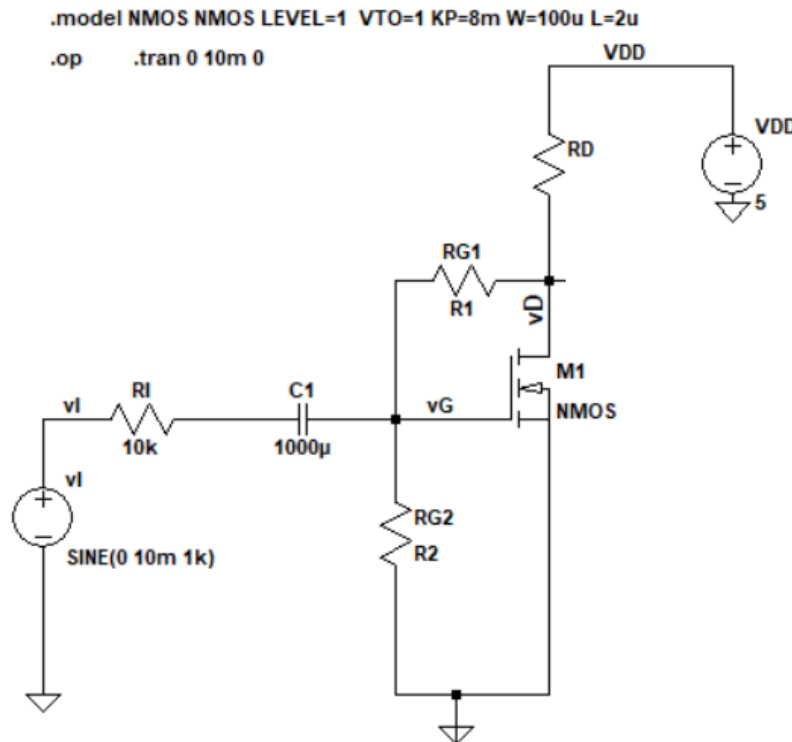 .model NMOS NMOS LEVEL=1 VTO=1 KP=8m W=100u L=2u
.op .tran 0 10m 0
VDD
VDD
RD
5
RG1
R1
vD
M1
NMOS
RI
C1
vI
vG
10k
1000µ
vI
RG2
R2
SINE(0 10m 1k)